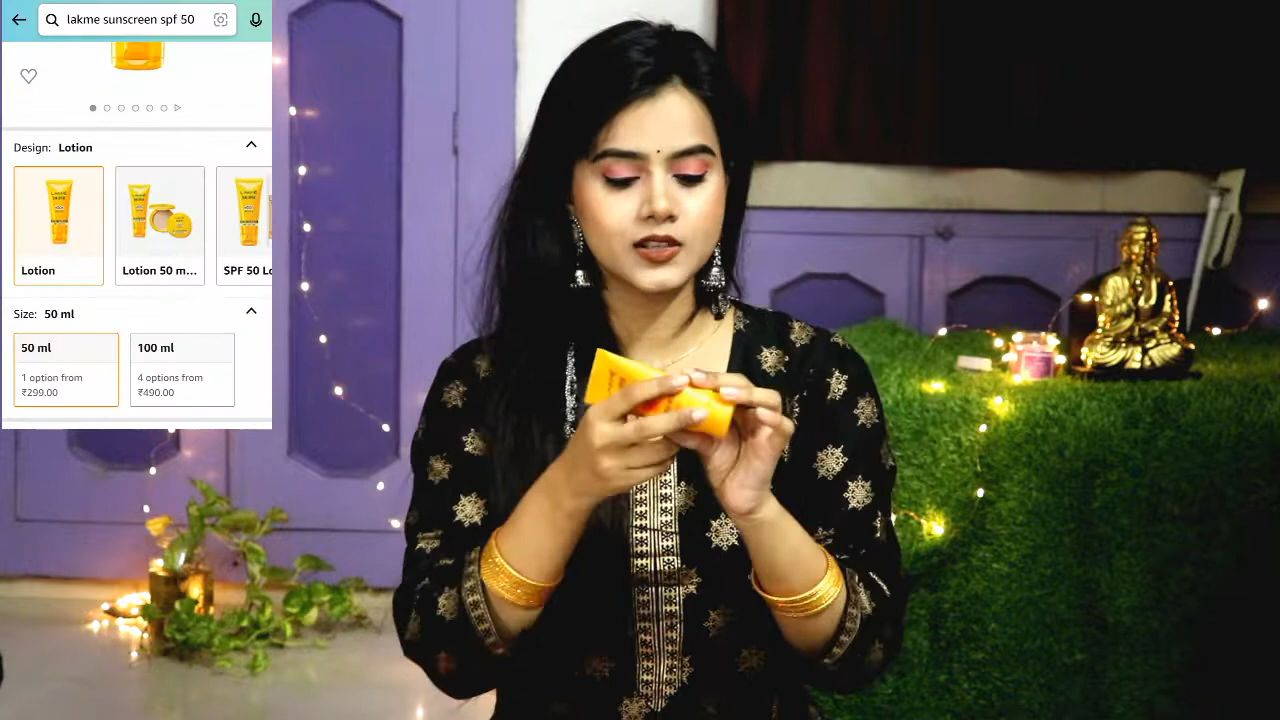 lakme sunscreen spf 50
Design: Lotion
Lotion
Lotion 50 m...
SPF 50 Lo
Size: 50 ml
50 ml
1 option from
₹299.00
100 ml
4 options from
₹490.00